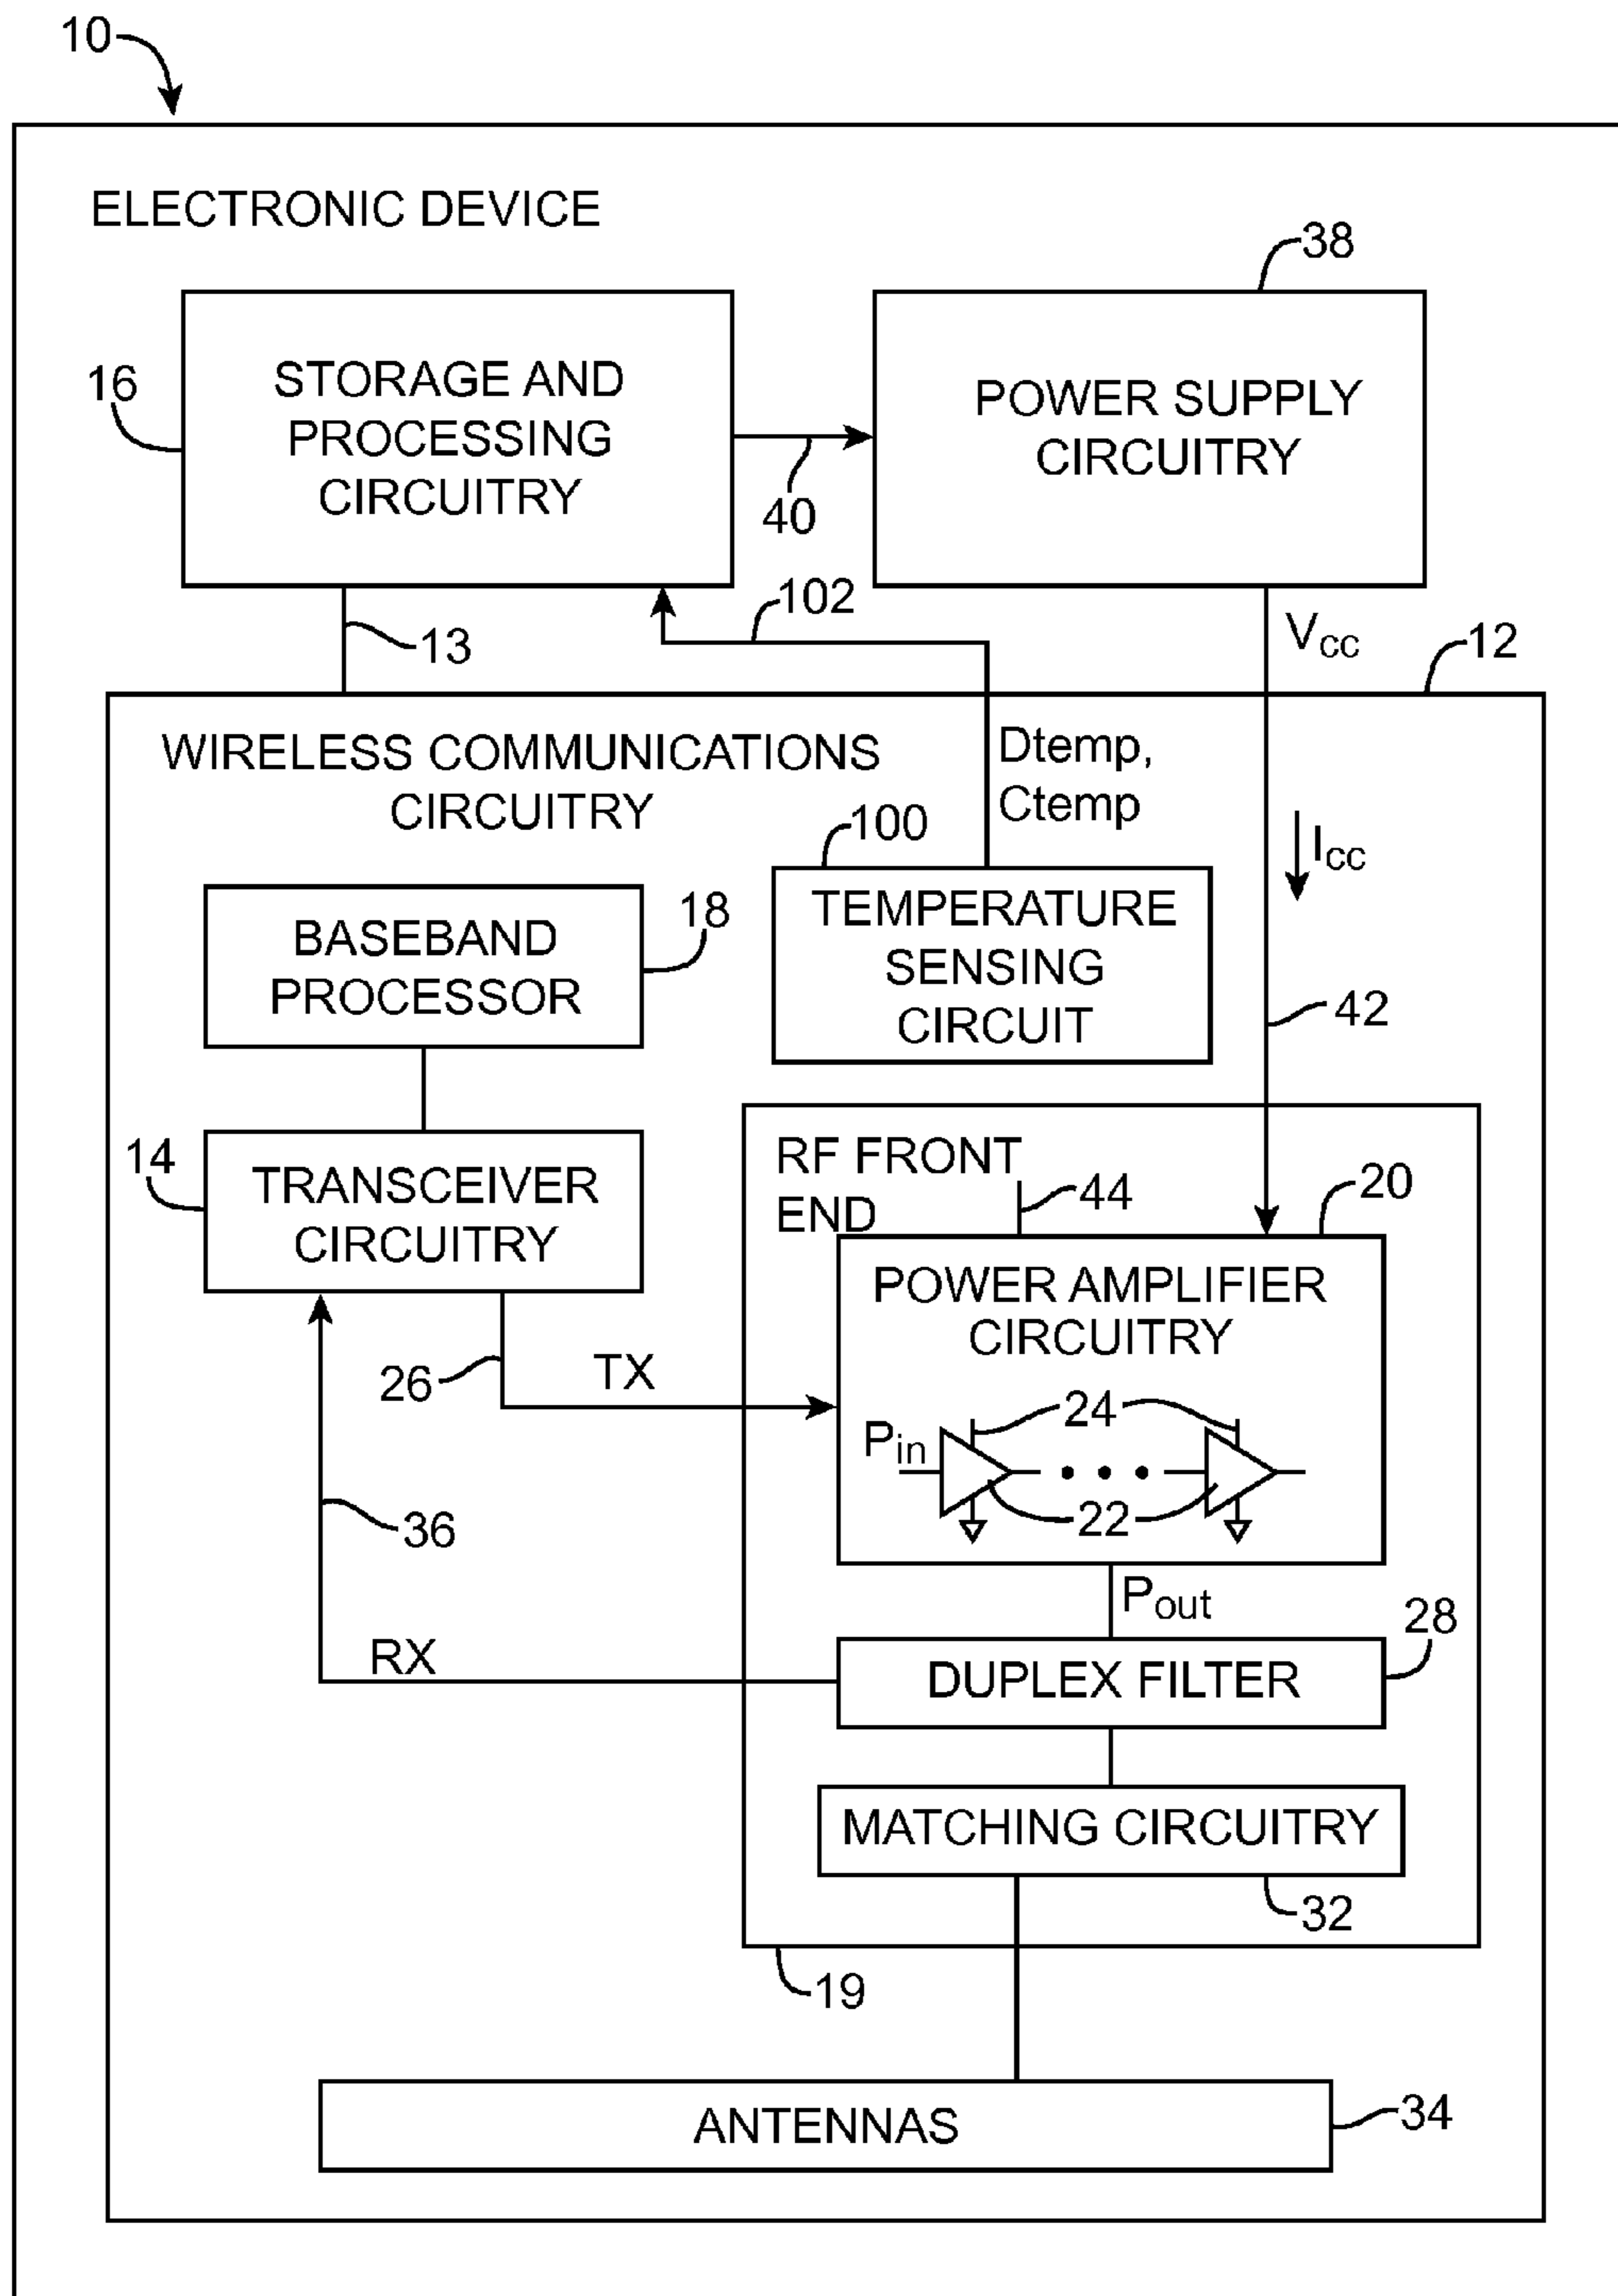 10
ELECTRONIC DEVICE
38
16
STORAGE AND
PROCESSING
CIRCUITRY
POWER SUPPLY
CIRCUITRY
40
102
13
Vcc
12
WIRELESS COMMUNICATIONS
CIRCUITRY
Dtemp,
Ctemp
100
Icc
TEMPERATURE
SENSING
CIRCUIT
18
BASEBAND
PROCESSOR
42
14
TRANSCEIVER
CIRCUITRY
RF FRONT
END
44
20
POWER AMPLIFIER
CIRCUITRY
26
TX
24
Pin
22
36
Pout
28
RX
DUPLEX FILTER
MATCHING CIRCUITRY
32
19
ANTENNAS
34